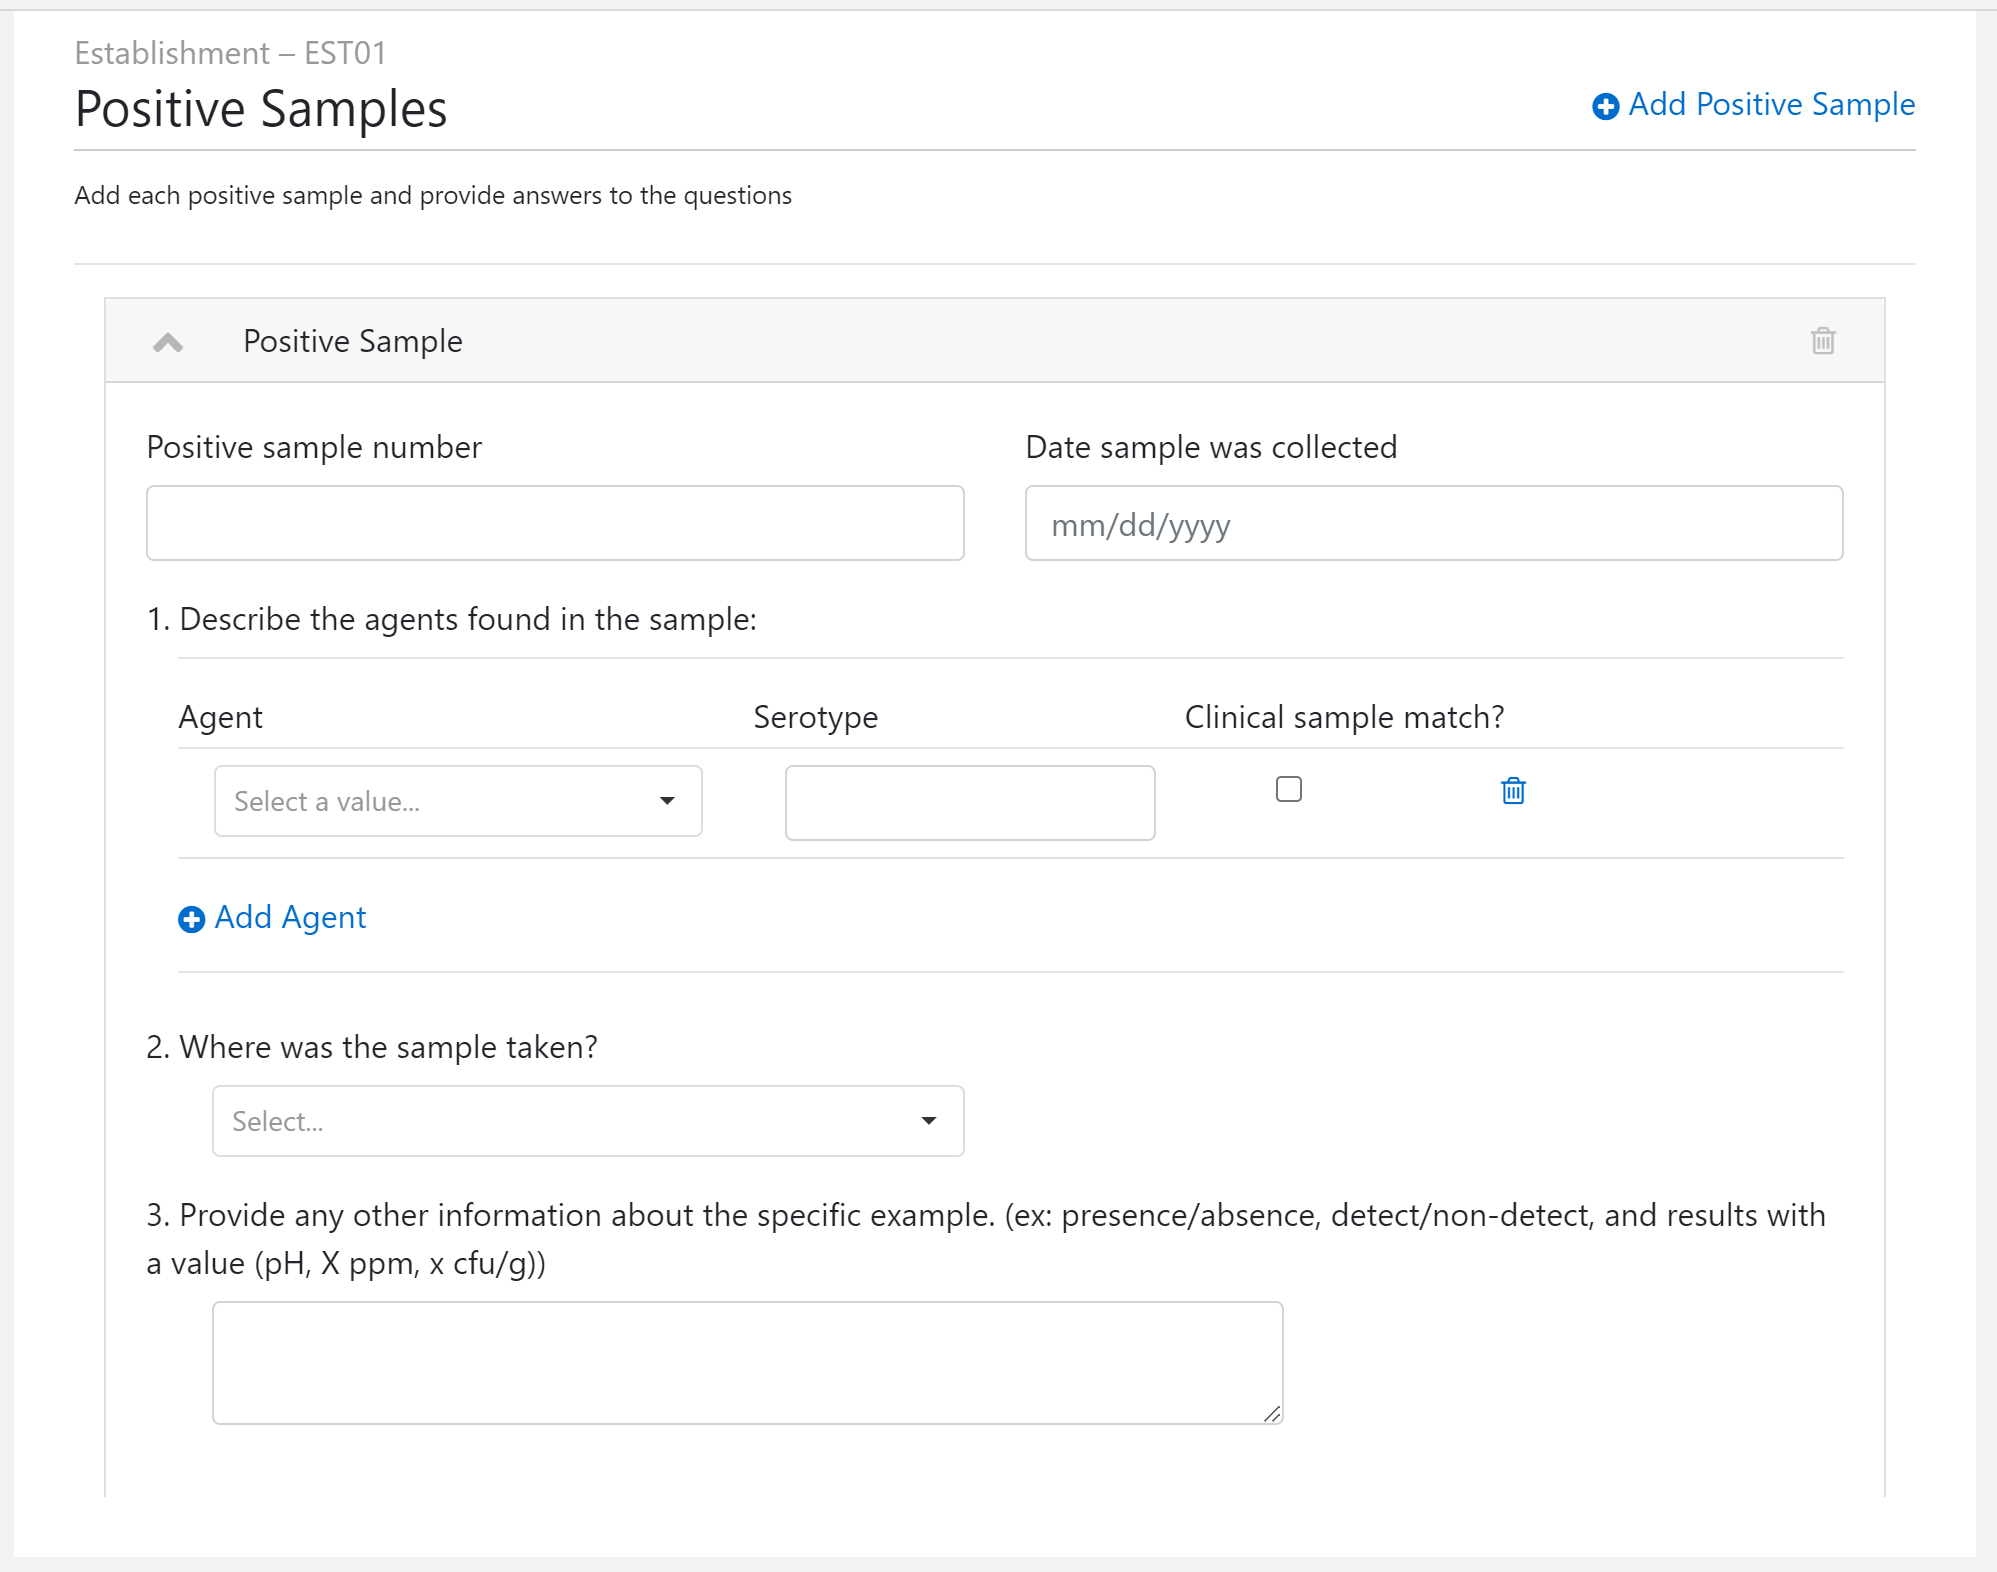 Establishment – EST01
Positive Samples
Add Positive Sample
Add each positive sample and provide answers to the questions
Positive Sample
Positive sample number
Date sample was collected
mm/dd/yyyy
1. Describe the agents found in the sample:
Agent
Serotype
Clinical sample match?
Select a value...
Add Agent
2. Where was the sample taken?
Select...
3. Provide any other information about the specific example. (ex: presence/absence, detect/non-detect, and results with
a value (pH, X ppm, x cfu/g))